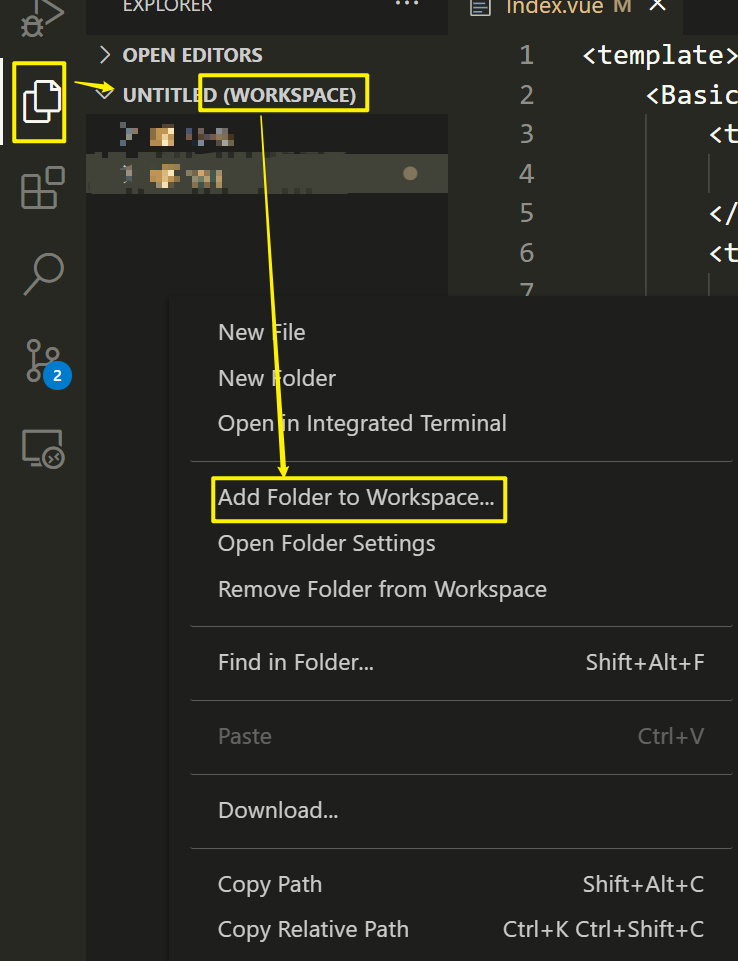 EXPLORER
···
Index.vue M ×
OPEN EDITORS
UNTITLED (WORKSPACE)
1 <template>
2 <Basic
3 <t
4
5 </
6 <t
7
2
New File
New Folder
Open in Integrated Terminal
Add Folder to Workspace...
Open Folder Settings
Remove Folder from Workspace
Find in Folder... Shift+Alt+F
Paste Ctrl+V
Download...
Copy Path Shift+Alt+C
Copy Relative Path Ctrl+K Ctrl+Shift+C